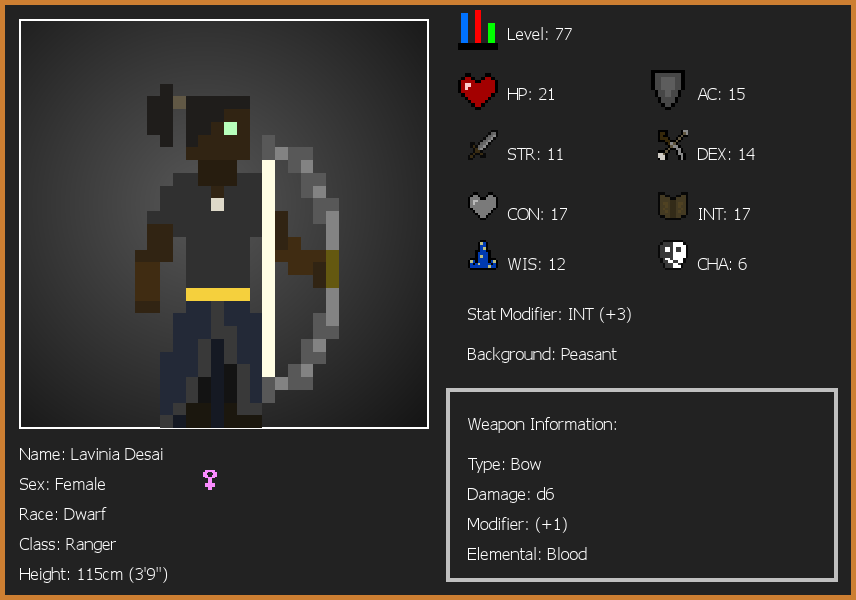 Level: 77
HP: 21
AC: 15
STR: 11
DEX: 14
CON: 17
INT: 17
WIS: 12
CHA: 6
Stat Modifier: INT (+3)
Background: Peasant
Name: Lavinia Desai
Sex: Female
Race: Dwarf
Class: Ranger
Height: 115cm (3'9")
Weapon Information:
Type: Bow
Damage: d6
Modifier: (+1)
Elemental: Blood